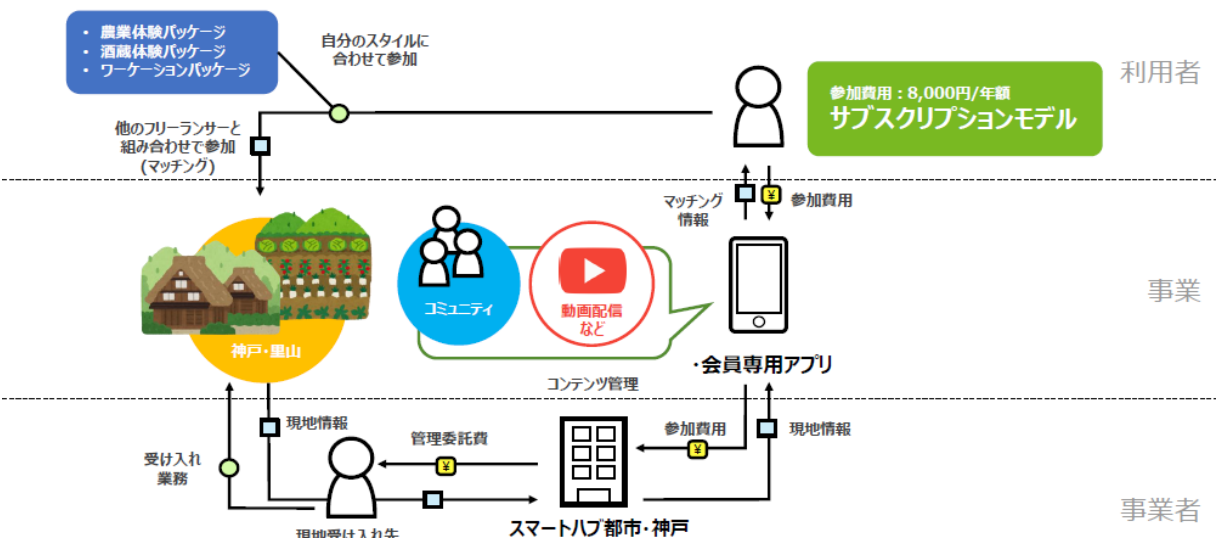 ・ 農業体験パッケージ
・ 酒蔵体験パッケージ
・ ワーケーションパッケージ
自分のスタイルに
合わせて参加
利用者
参加費用：8,000円/年額
サブスクリプションモデル
他のフリーランサーと
組み合わせて参加
(マッチング)
マッチング
情報
¥
参加費用
事業
コミュニティ
動画配信
など
神戸・里山
・会員専用アプリ
コンテンツ管理
現地情報
管理委託費
¥
参加費用
¥
現地情報
受け入れ
業務
事業者
現地受け入れ先
スマートハブ都市・神戸